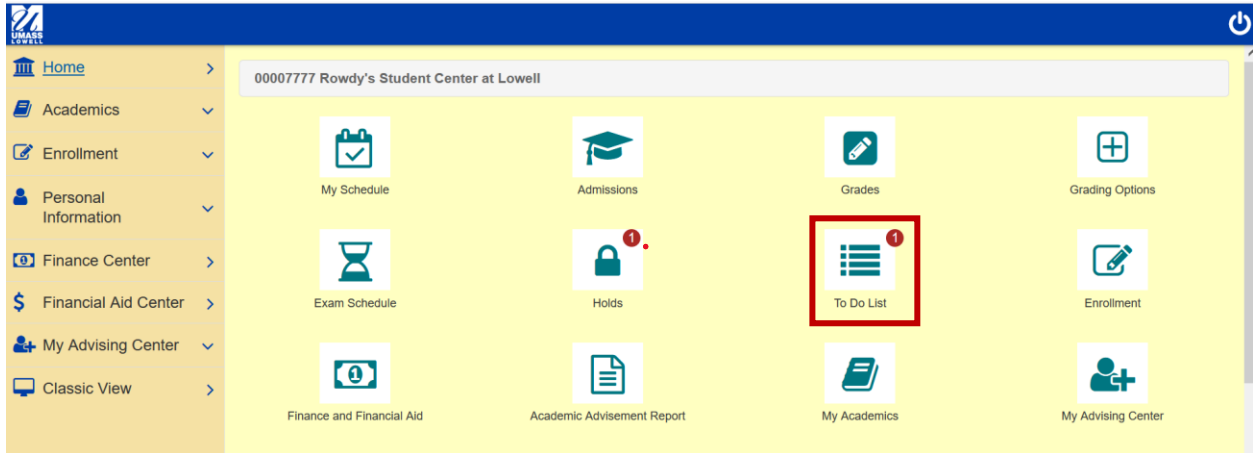 UMASS
LOWELL
Home
Academics
Enrollment
Personal
Information
Finance Center
Financial Aid Center
My Advising Center
Classic View
00007777 Rowdy's Student Center at Lowell
My Schedule
Admissions
Grades
Grading Options
Exam Schedule
1
Holds
1
To Do List
Enrollment
Finance and Financial Aid
Academic Advisement Report
My Academics
My Advising Center